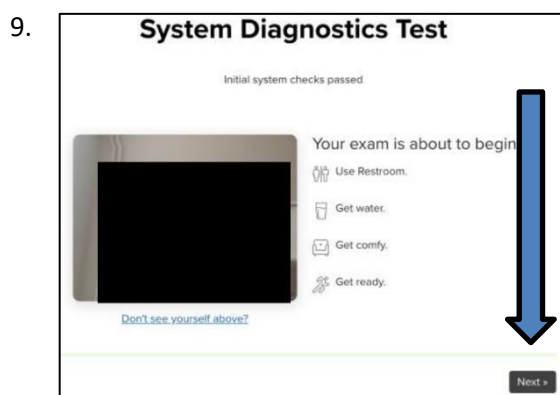 9.
System Diagnostics Test
Initial system checks passed
Your exam is about to begin
Use Restroom.
Get water.
Get comfy.
Get ready.
Don't see yourself above?
Next »